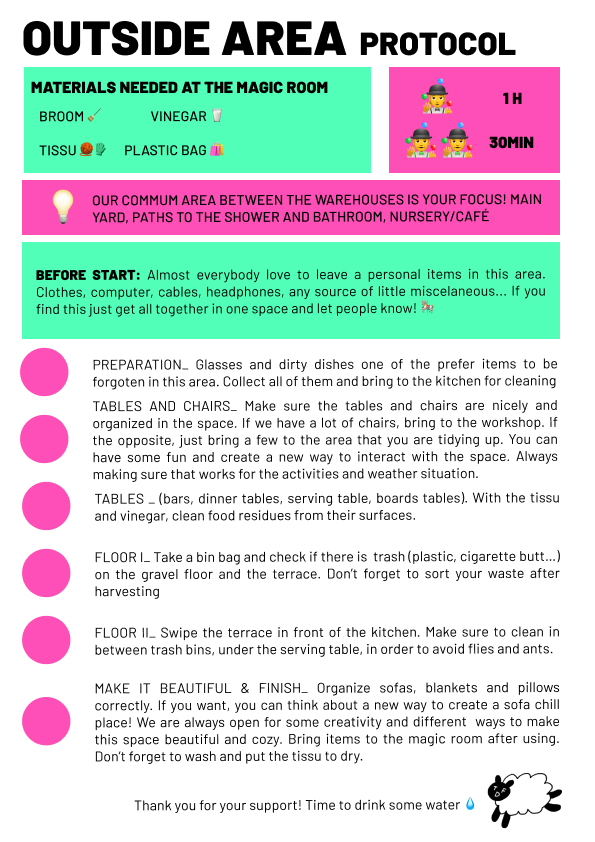 OUTSIDE AREA PROTOCOL
MATERIALS NEEDED AT THE MAGIC ROOM
BROOM VINEGAR
TISSU PLASTIC BAG
1 H
30MIN
OUR COMMUM AREA BETWEEN THE WAREHOUSES IS YOUR FOCUS! MAIN
YARD, PATHS TO THE SHOWER AND BATHROOM, NURSERY/CAFÉ
BEFORE START: Almost everybody love to leave a personal items in this area.
Clothes, computer, cables, headphones, any source of little miscelaneous... If you
find this just get all together in one space and let people know!
PREPARATION_ Glasses and dirty dishes one of the prefer items to be
forgoten in this area. Collect all of them and bring to the kitchen for cleaning
TABLES AND CHAIRS_ Make sure the tables and chairs are nicely and
organized in the space. If we have a lot of chairs, bring to the workshop. If
the opposite, just bring a few to the area that you are tidying up. You can
have some fun and create a new way to interact with the space. Always
making sure that works for the activities and weather situation.
TABLES _ (bars, dinner tables, serving table, boards tables). With the tissu
and vinegar, clean food residues from their surfaces.
FLOOR I_ Take a bin bag and check if there is trash (plastic, cigarette butt...)
on the gravel floor and the terrace. Don't forget to sort your waste after
harvesting
FLOOR II_ Swipe the terrace in front of the kitchen. Make sure to clean in
between trash bins, under the serving table, in order to avoid flies and ants.
MAKE IT BEAUTIFUL & FINISH_ Organize sofas, blankets and pillows
correctly. If you want, you can think about a new way to create a sofa chill
place! We are always open for some creativity and different ways to make
this space beautiful and cozy. Bring items to the magic room after using.
Don't forget to wash and put the tissu to dry.
Thank you for your support! Time to drink some water